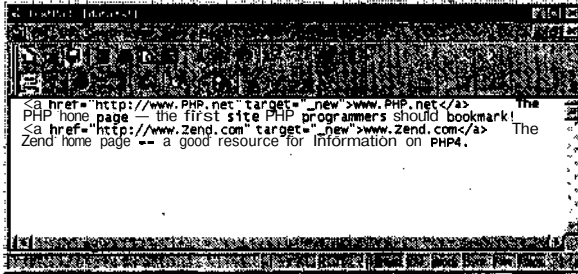 <a href="http://www.PHP.net" target="_new">www.PHP.net</a> The
PHP hone page — the first site PHP programmers should bookmark!
<a href="http://www.Zend.com" target="_new">www.Zend.com</a> The
Zend home page -- a good resource for Information on PHP4.